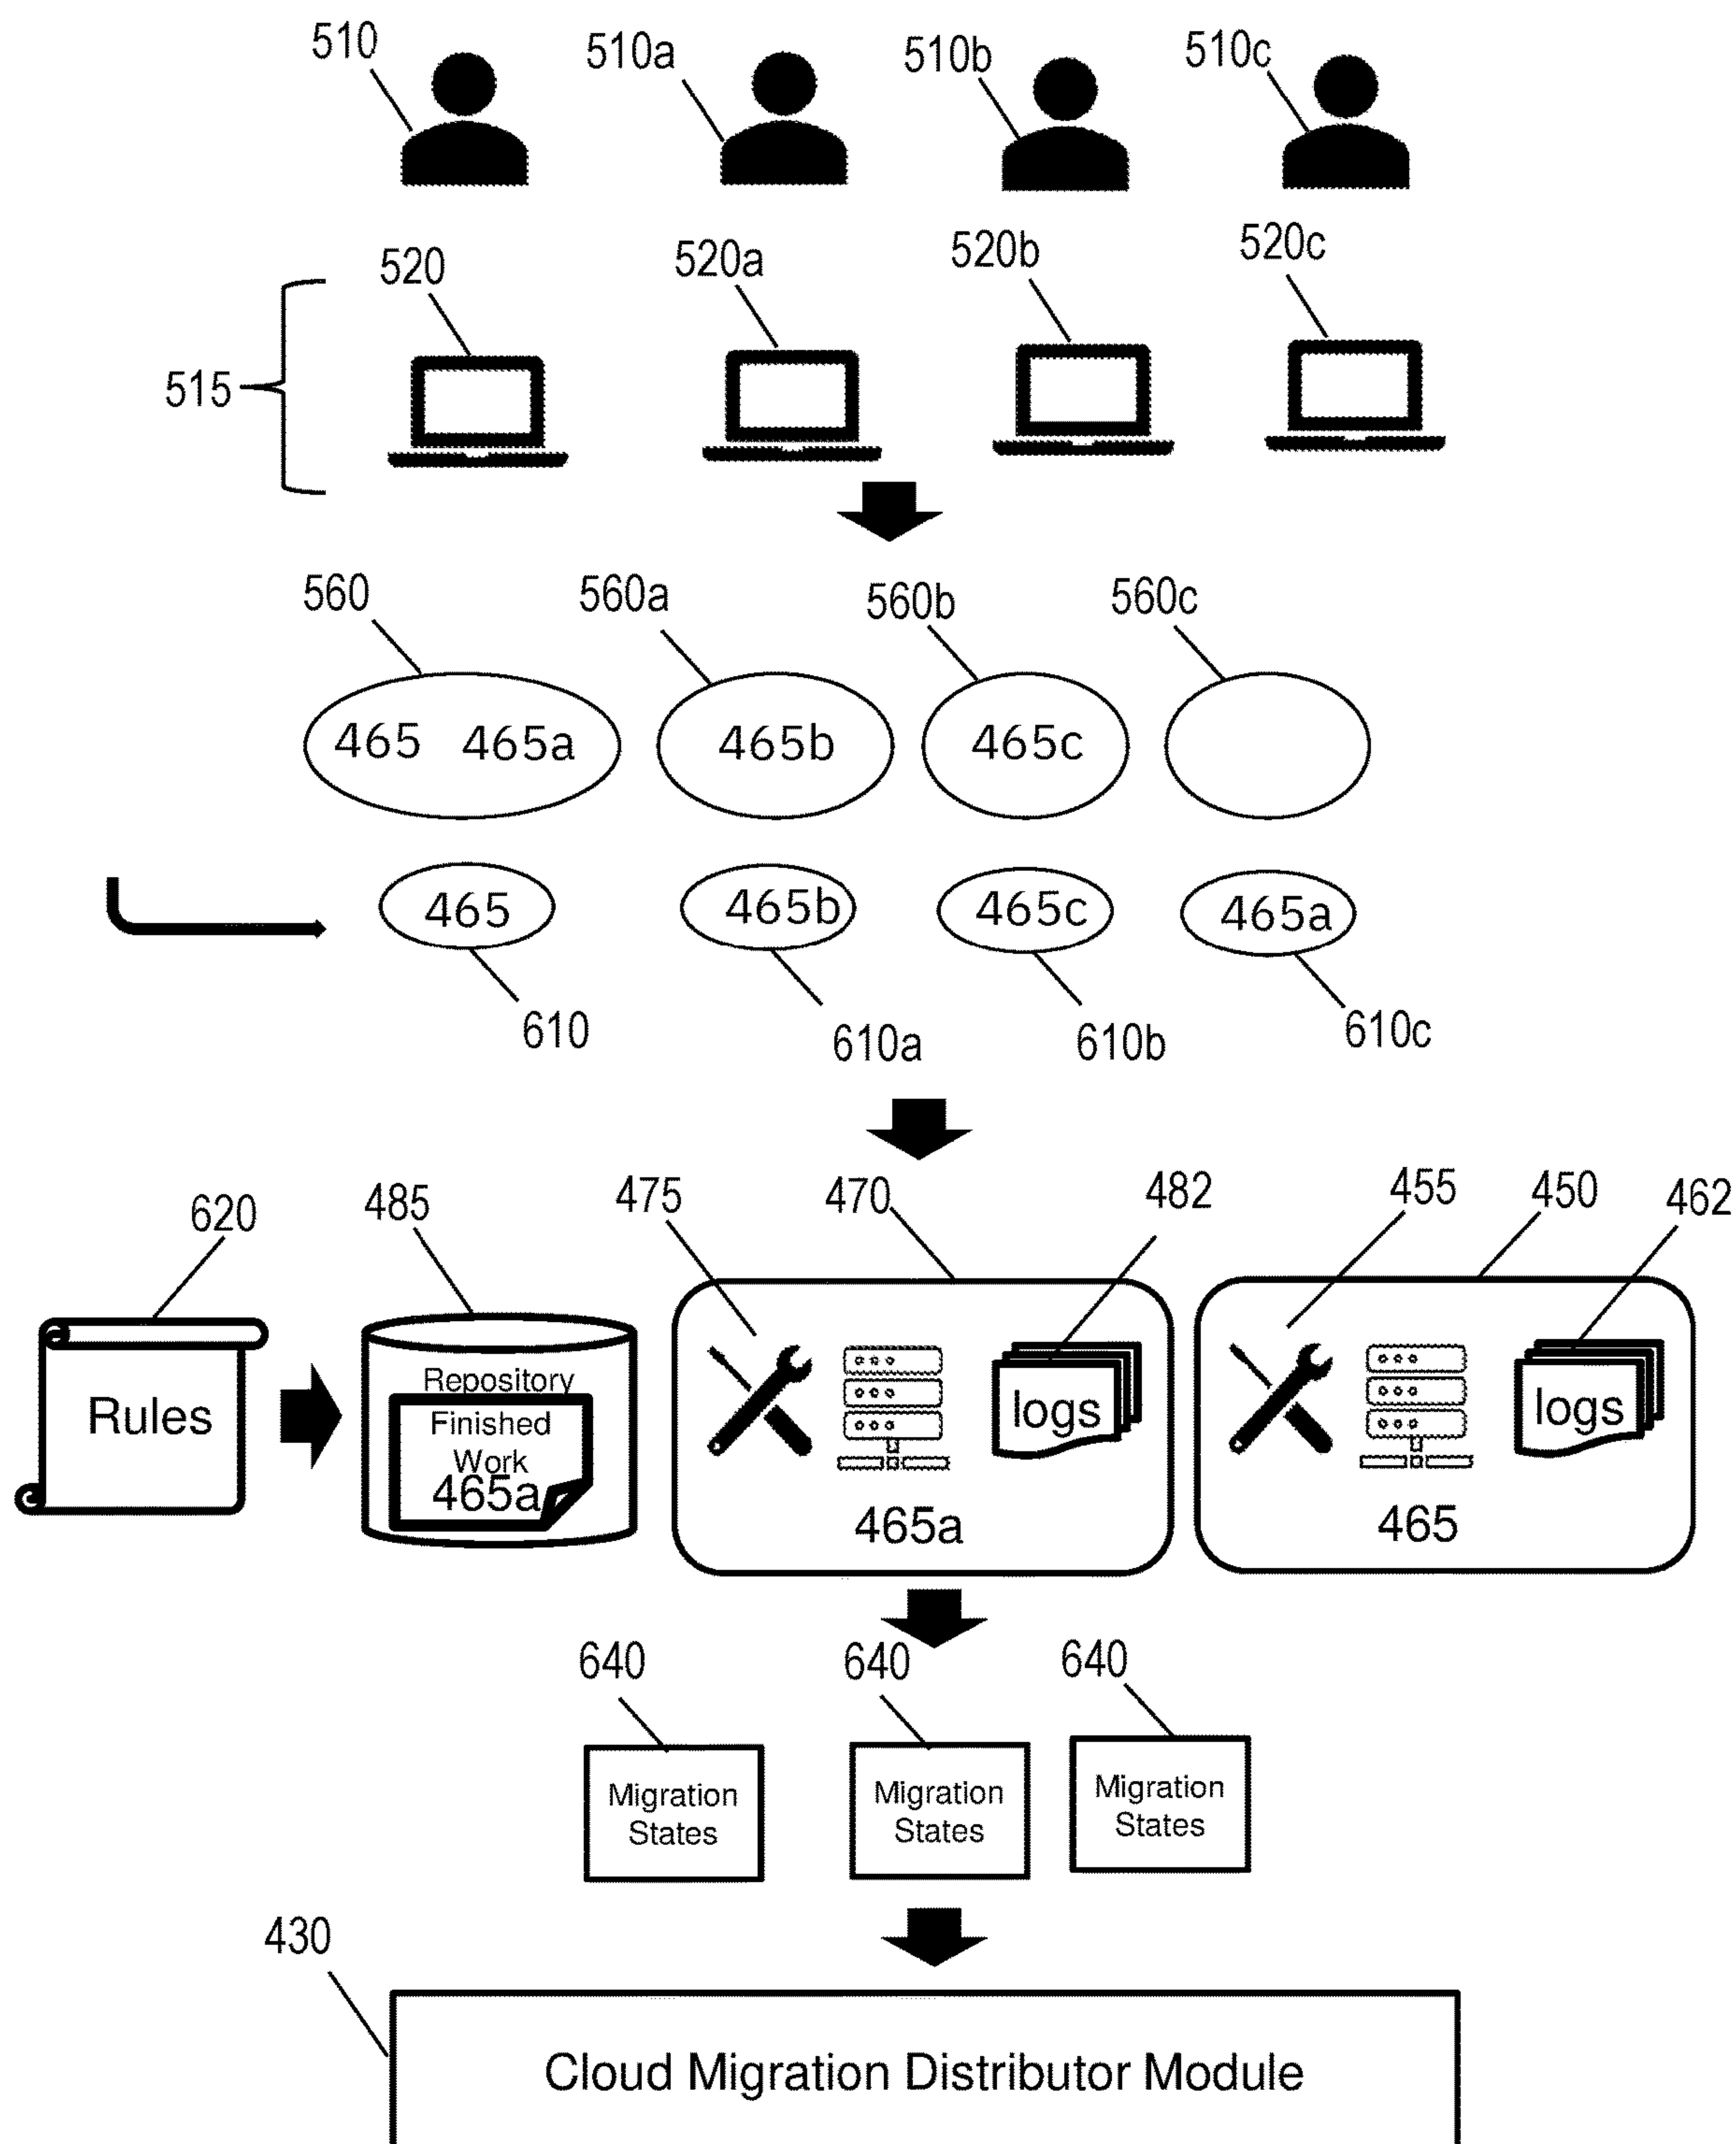 510 510a 510b 510c
520 520a 520b 520c
515
560 560a 560b 560c
465 465a 465b 465c
465 465b 465c 465a
610 610a 610b 610c
620 485 475 470 482 455 450 462
Rules
Repository
Finished
Work
465a
logs
465a
logs
465
640 640 640
Migration
States
Migration
States
Migration
States
430
Cloud Migration Distributor Module